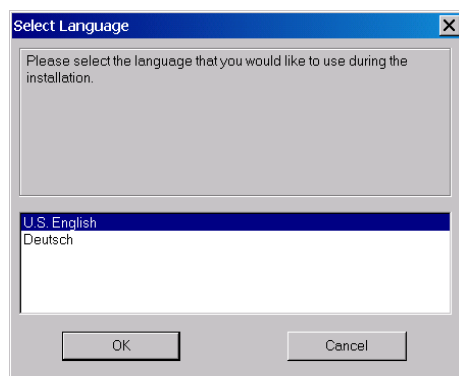 Select Language
Please select the language that you would like to use during the
installation.
U.S. English
Deutsch
OK
Cancel